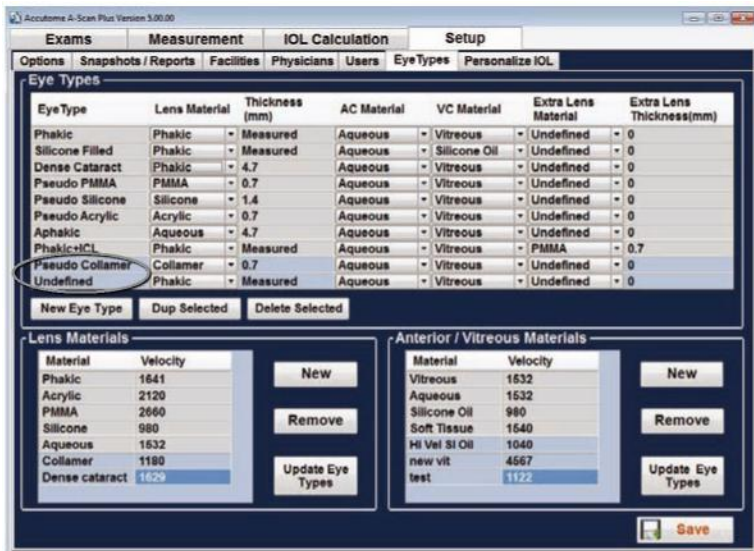 Accutome A-Scan Plus Version 3.00.00
Exams Measurement IOL Calculation Setup
Options Snapshots / Reports Facilities Physicians Users EyeTypes Personalize IOL
Eye Types
EyeType Lens Material Thickness (mm) AC Material VC Material Extra Lens Material Extra Lens Thickness(mm)
Phakic Phakic Measured Aqueous Vitreous Undefined 0
Silicone Filled Phakic Measured Aqueous Silicone Oil Undefined 0
Dense Cataract Phakic 4.7 Aqueous Vitreous Undefined 0
Pseudo PMMA PMMA 0.7 Aqueous Vitreous Undefined 0
Pseudo Silicone Silicone 1.4 Aqueous Vitreous Undefined 0
Pseudo Acrylic Acrylic 0.7 Aqueous Vitreous Undefined 0
Aphakic Aqueous 4.7 Aqueous Vitreous Undefined 0
Phakic+ICL Phakic Measured Aqueous Vitreous PMMA 0.7
Pseudo Collamer Collamer 0.7 Aqueous Vitreous Undefined 0
Undefined Phakic Measured Aqueous Vitreous Undefined 0
New Eye Type Dup Selected Delete Selected
Lens Materials
Material Velocity
Phakic 1641
Acrylic 2120
PMMA 2660
Silicone 980
Aqueous 1532
Collamer 1180
Dense cataract 1629
New
Remove
Update Eye Types
Anterior / Vitreous Materials
Material Velocity
Vitreous 1532
Aqueous 1532
Silicone Oil 980
Soft Tissue 1540
Hi Vel Si Oil 1040
new vit 4567
test 1122
New
Remove
Update Eye Types
Save